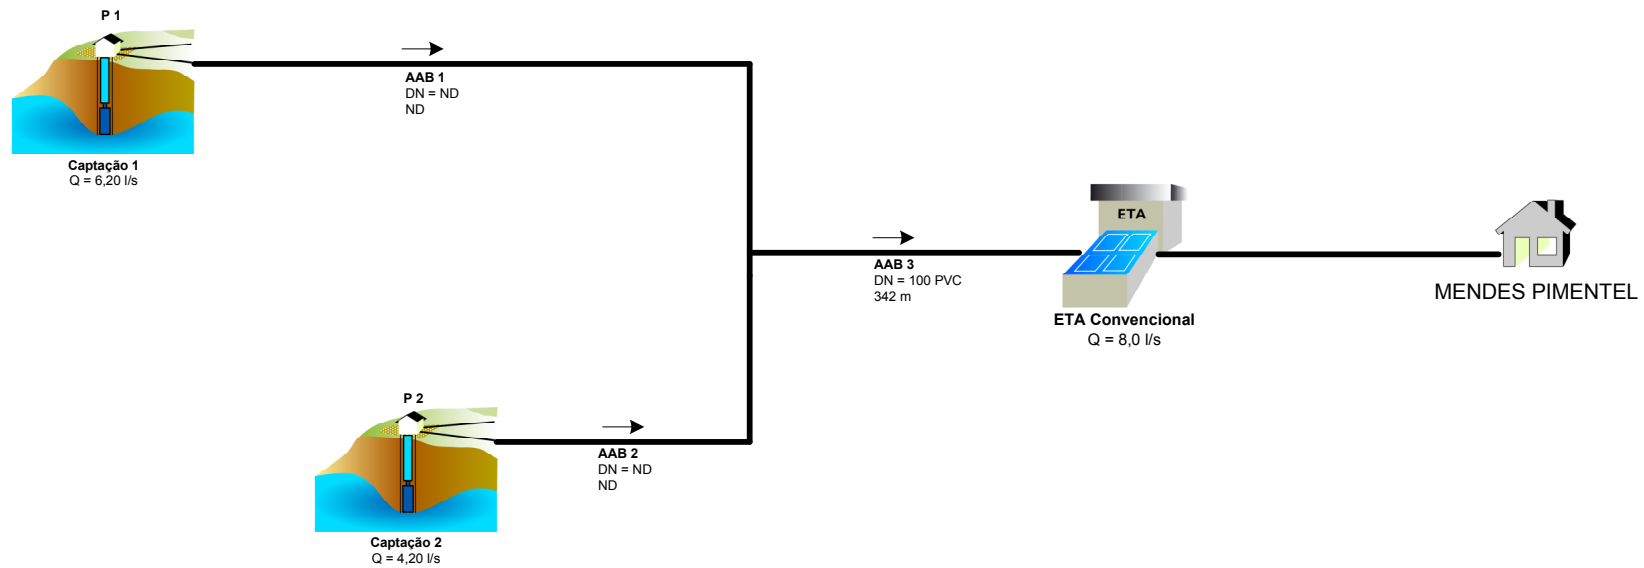 P 1
AAB 1
DN = ND
ND
Captação 1
Q = 6,20 l/s
ETA
AAB 3
DN = 100 PVC
342 m
MENDES PIMENTEL
ETA Convencional
Q = 8,0 l/s
P 2
AAB 2
DN = ND
ND
Captação 2
Q = 4,20 l/s